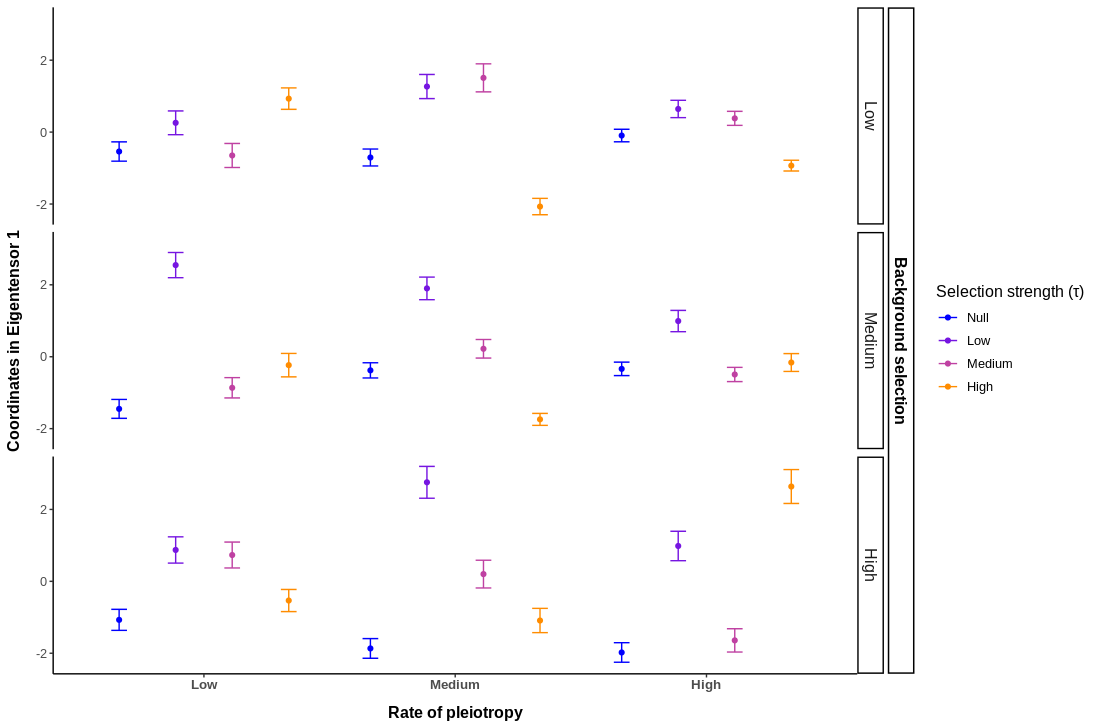 Coordinates in Eigentensor 1
2
0
-2
2
0
-2
2
0
-2
Low
Medium
High
Rate of pleiotropy
Low
Medium
High
Background selection
Selection strength (τ)
Null
Low
Medium
High